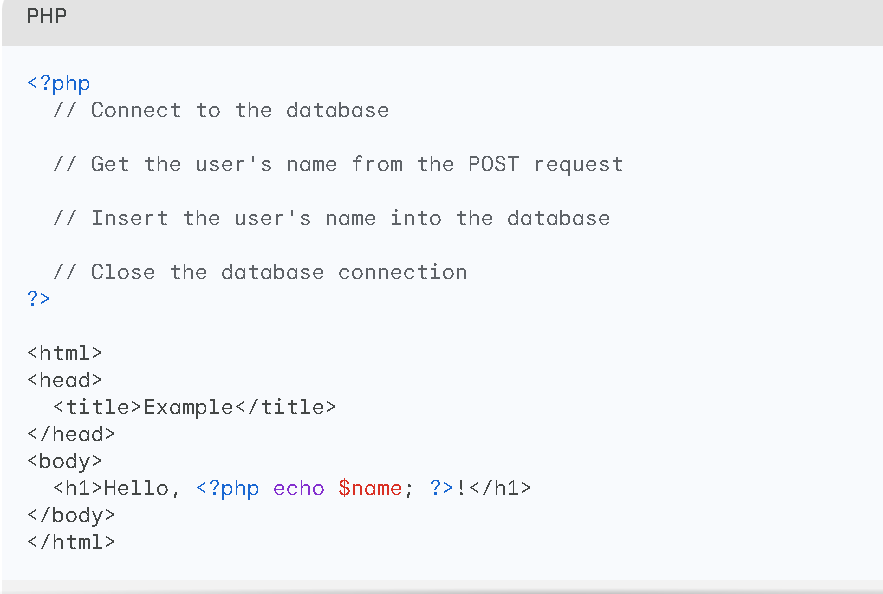 PHP
<?php
// Connect to the database
// Get the user's name from the POST request
// Insert the user's name into the database
// Close the database connection
?>
<html>
<head>
<title>Example</title>
</head>
<body>
<h1>Hello, <?php echo $name; ?>!</h1>
</body>
</html>